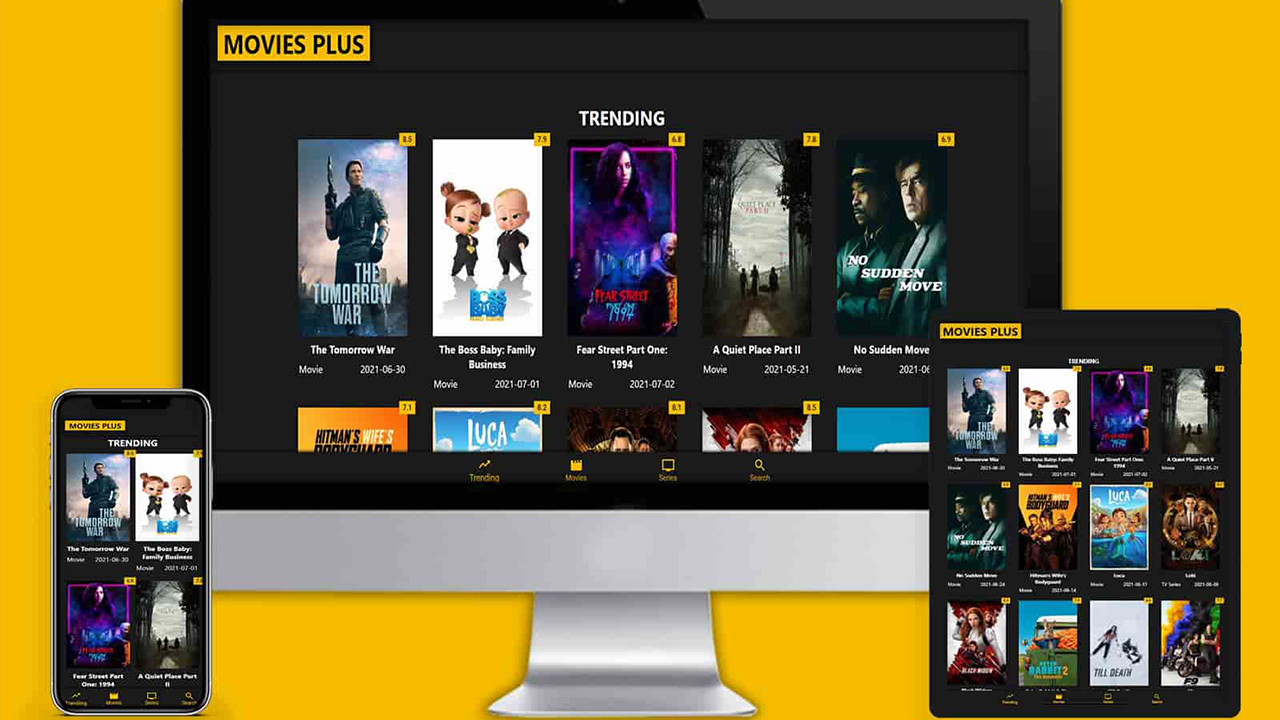 MOVIES PLUS
TRENDING
8.5
7.9
6.8
7.8
6.9
THE
TOMORROW
WAR
BOSS
BABY
A QUIET PLACE
PART II
FEAR STREET
PART ONE
1994
NO
SUDDEN
MOVE
The Tomorrow War
The Boss Baby: Family
Business
Fear Street Part One:
1994
A Quiet Place Part II
No Sudden Move
Movie 2021-06-30
Movie 2021-07-01
Movie 2021-07-02
Movie 2021-05-21
Movie 2021-06
7.1
8.2
8.1
8.5
HITMAN'S WIFE'S
LUCA
Trending
Movies
Series
Search
MOVIES PLUS
TRENDING
THE
TOMORROW
WAR
The Tomorrow War
Movie 2021-06-30
The Boss Baby:
Family Business
Movie 2021-07-01
FEAR STREET
1994
Fear Street Part
One: 1994
A Quiet Place Part
II
Trending
Movies
Series
Search
MOVIES PLUS
TRENDING
THE
TOMORROW
WAR
The Tomorrow War
Movie 2021-06-30
The Boss Baby: Family
Business
Movie 2021-07-01
Fear Street Part One:
1994
Movie 2021-07-02
A Quiet Place Part II
Movie 2021-05-21
NO
SUDDEN
MOVE
HITMAN'S WIFE'S
BODYGUARD
LUCA
No Sudden Move
Movie 2021-06-24
Hitman's Wife's
Bodyguard
Movie 2021-06-14
Luca
Movie 2021-06-17
Loki
TV Series 2021-06-09
BLACK WIDOW
PETER
RABBIT 2
TILL DEATH
F9
Trending
Movies
Series
Search